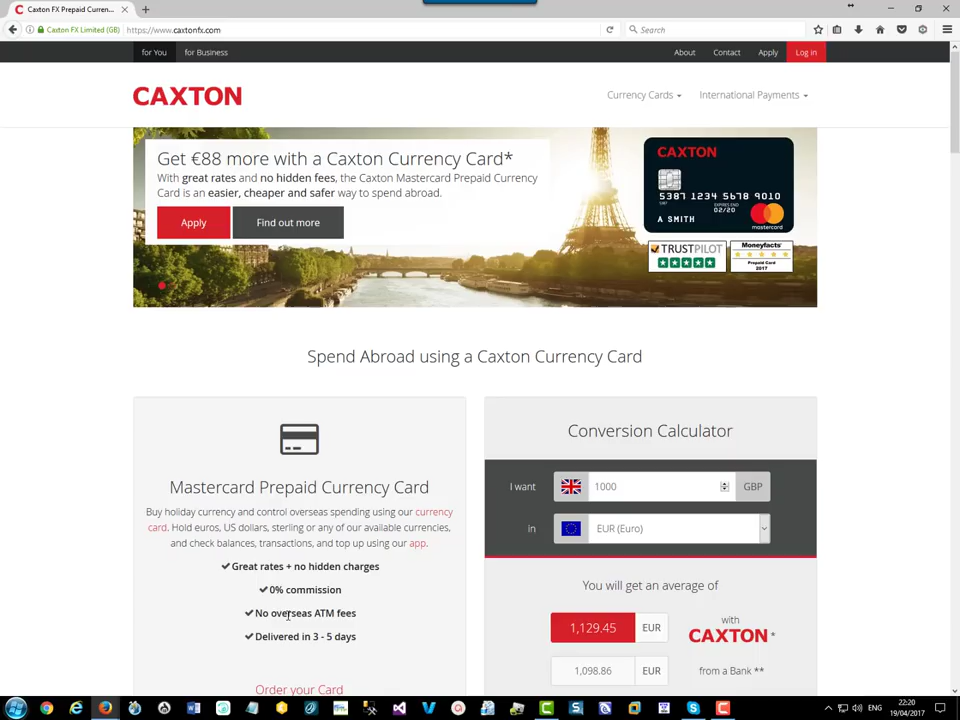 Caxton FX Prepaid Curren...
Caxton FX Limited (GB)
https://www.caxtonfx.com
Search
for You
for Business
About
Contact
Apply
Log in
CAXTON
Currency Cards
International Payments
Get €88 more with a Caxton Currency Card*
With great rates and no hidden fees, the Caxton Mastercard Prepaid Currency
Card is an easier, cheaper and safer way to spend abroad.
Apply
Find out more
CAXTON
5387 1234 5678 9010
EXPIRES END
02/20
A SMITH
mastercard
TRUSTPILOT
Moneyfacts
Prepaid Card
2017
Spend Abroad using a Caxton Currency Card
Mastercard Prepaid Currency Card
Buy holiday currency and control overseas spending using our currency
card. Hold euros, US dollars, sterling or any of our available currencies,
and check balances, transactions, and top up using our app.
Great rates + no hidden charges
0% commission
No overseas ATM fees
Delivered in 3 - 5 days
Order your Card
Conversion Calculator
I want
1000
GBP
in
EUR (Euro)
You will get an average of
1,129.45
EUR
with
CAXTON*
1,098.86
EUR
from a Bank **
ENG
22:20
19/04/2017